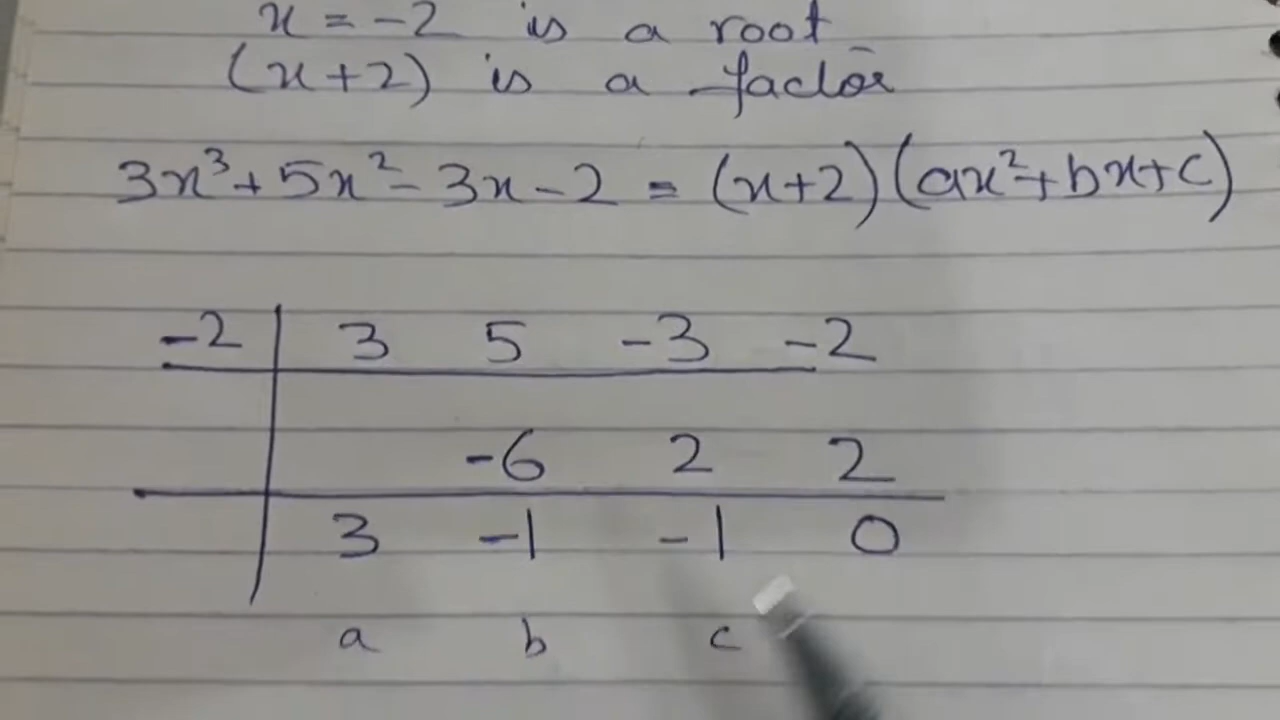 x = -2 is a root
(x+2) is a factor
3x³+5x²-3x-2 = (x+2)(ax²+bx+c)
-2 3 5 -3 -2
-6 2 2
3 -1 -1 0
a b c